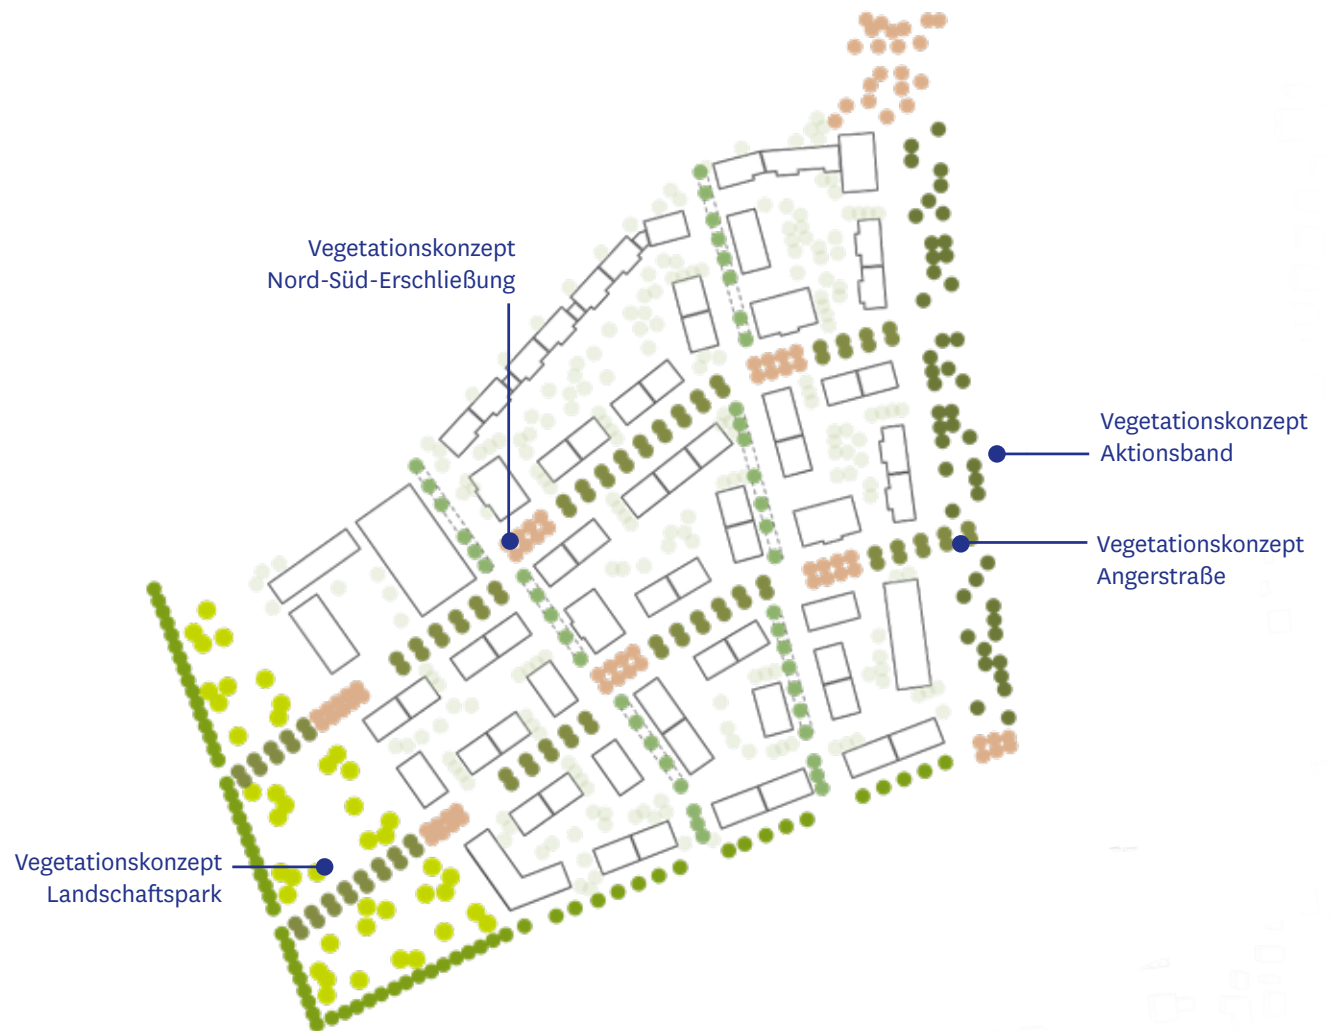 Vegetationskonzept
Nord-Süd-Erschließung
Vegetationskonzept
Aktionsband
Vegetationskonzept
Angerstraße
Vegetationskonzept
Landschaftspark